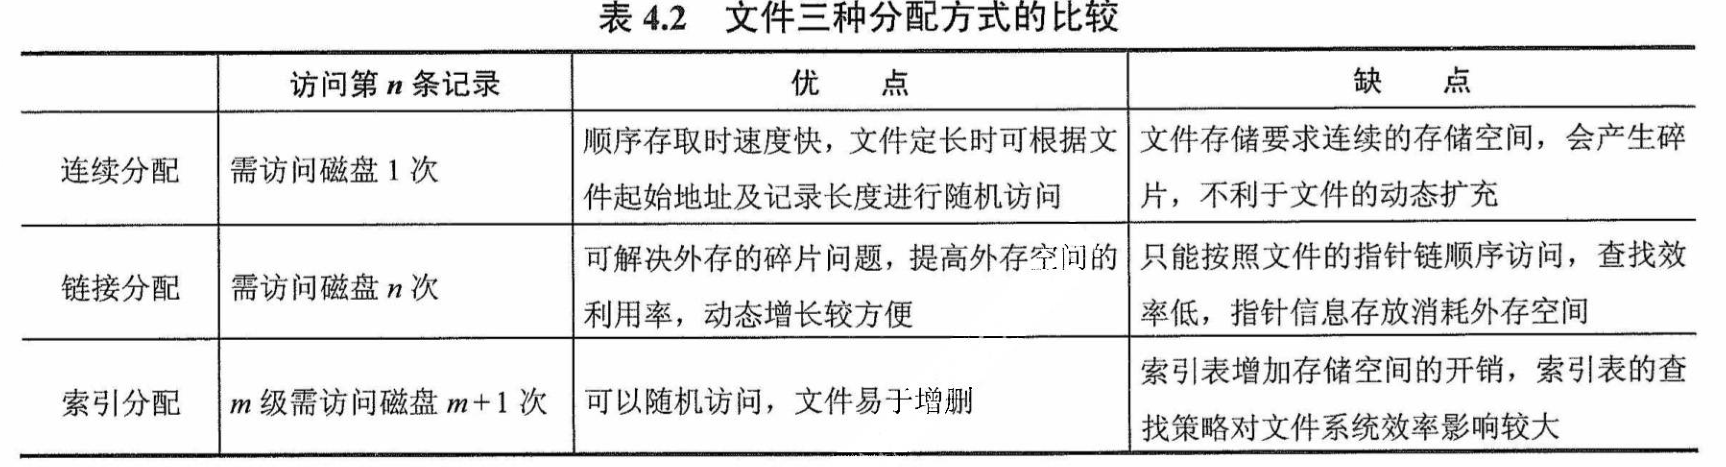 表 4.2 文件三种分配方式的比较
访问第 n 条记录 优 点 缺 点
连续分配 需访问磁盘 1 次 顺序存取时速度快，文件定长时可根据文
件起始地址及记录长度进行随机访问 文件存储要求连续的存储空间，会产生碎
片，不利于文件的动态扩充
链接分配 需访问磁盘 n 次 可解决外存的碎片问题，提高外存空间的
利用率，动态增长较方便 只能按照文件的指针链顺序访问，查找效
率低，指针信息存放消耗外存空间
索引分配 m 级需访问磁盘 m+1 次 可以随机访问，文件易于增删 索引表增加存储空间的开销，索引表的查
找策略对文件系统效率影响较大